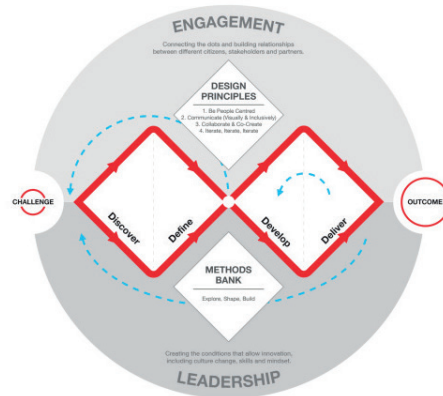 ENGAGEMENT
Connecting the dots and building relationships
between different citizens, stakeholders and partners.
DESIGN
PRINCIPLES
1. Be People Centred
2. Communicate (Visually & Inclusively)
3. Collaborate & Co-Create
4. Iterate, Iterate, Iterate
CHALLENGE
OUTCOME
Discover
Define
Develop
Deliver
METHODS
BANK
Explore, Shape, Build
Creating the conditions that allow innovation,
including culture change, skills and mindset.
LEADERSHIP